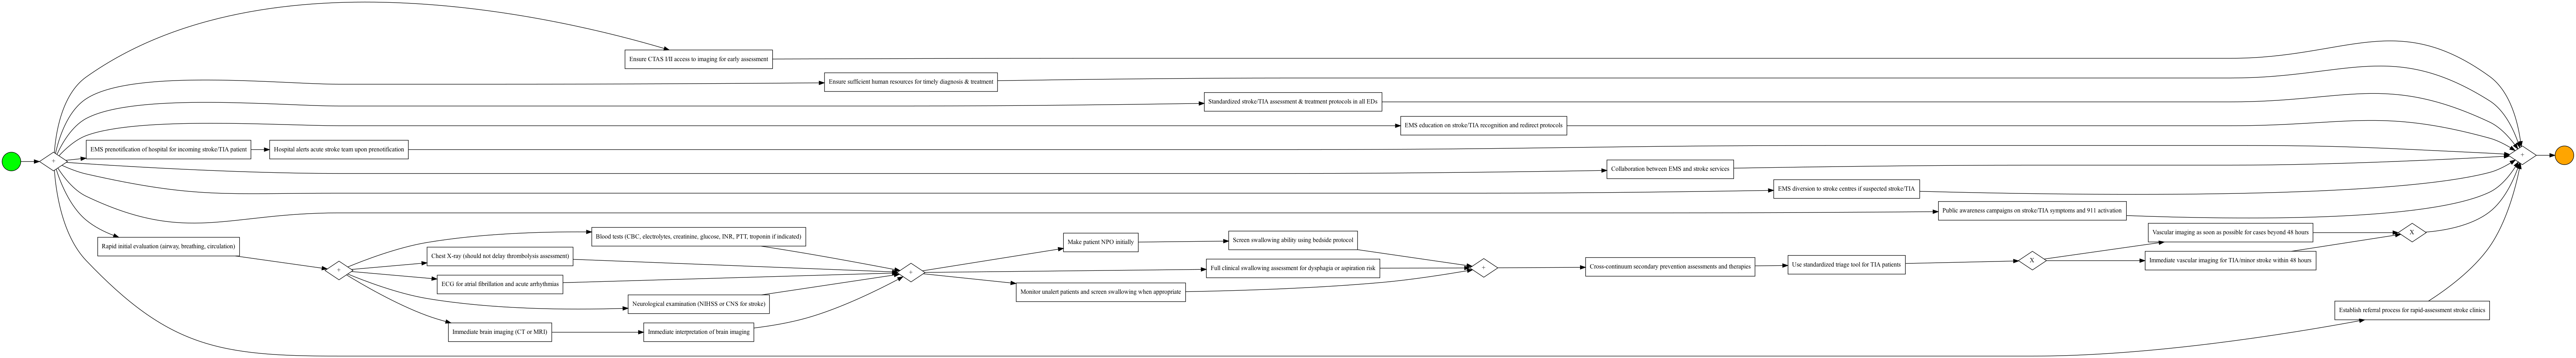 Ensure CTAS I/II access to imaging for early assessment
Ensure sufficient human resources for timely diagnosis & treatment
Standardized stroke/TIA assessment & treatment protocols in all EDs
EMS education on stroke/TIA recognition and redirect protocols
EMS prenotification of hospital for incoming stroke/TIA patient
Hospital alerts acute stroke team upon prenotification
+
+
Collaboration between EMS and stroke services
EMS diversion to stroke centres if suspected stroke/TIA
Public awareness campaigns on stroke/TIA symptoms and 911 activation
Rapid initial evaluation (airway, breathing, circulation)
+
Blood tests (CBC, electrolytes, creatinine, glucose, INR, PTT, troponin if indicated)
Chest X-ray (should not delay thrombolysis assessment)
ECG for atrial fibrillation and acute arrhythmias
Neurological examination (NIHSS or CNS for stroke)
Immediate brain imaging (CT or MRI)
Immediate interpretation of brain imaging
+
Make patient NPO initially
Screen swallowing ability using bedside protocol
Full clinical swallowing assessment for dysphagia or aspiration risk
Monitor unalert patients and screen swallowing when appropriate
+
Cross-continuum secondary prevention assessments and therapies
Use standardized triage tool for TIA patients
X
Vascular imaging as soon as possible for cases beyond 48 hours
Immediate vascular imaging for TIA/minor stroke within 48 hours
X
Establish referral process for rapid-assessment stroke clinics